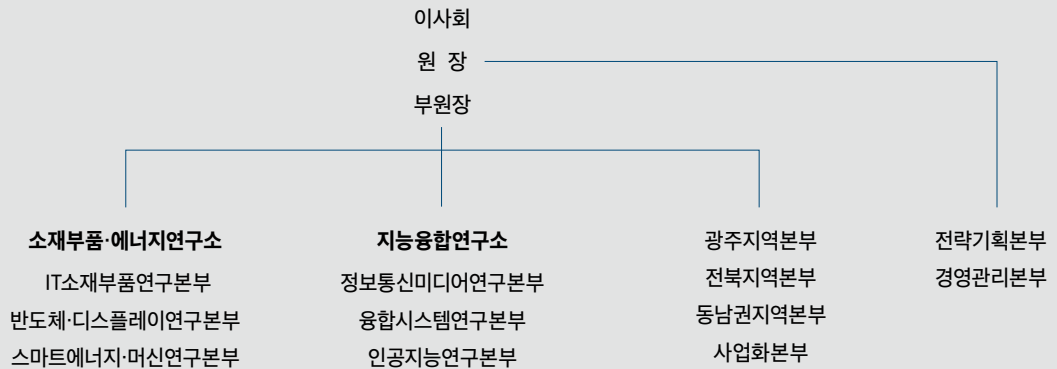 이사회
원 장
부원장
소재부품·에너지연구소
IT소재부품연구본부
반도체·디스플레이연구본부
스마트에너지·머신연구본부
지능융합연구소
정보통신미디어연구본부
융합시스템연구본부
인공지능연구본부
광주지역본부
전북지역본부
동남권지역본부
사업화본부
전략기획본부
경영관리본부